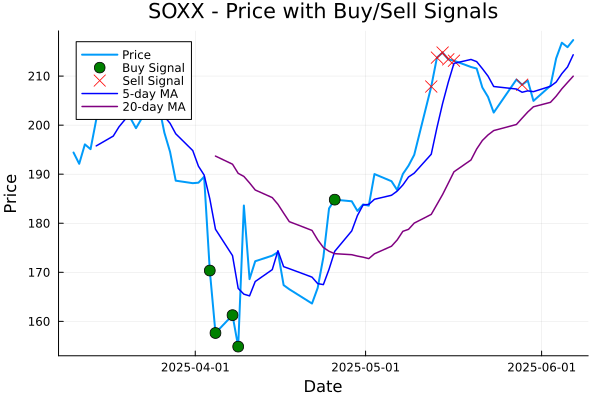 SOXX - Price with Buy/Sell Signals
Price
Buy Signal
Sell Signal
5-day MA
20-day MA
210
200
190
180
170
160
Price
2025-04-01
2025-05-01
2025-06-01
Date